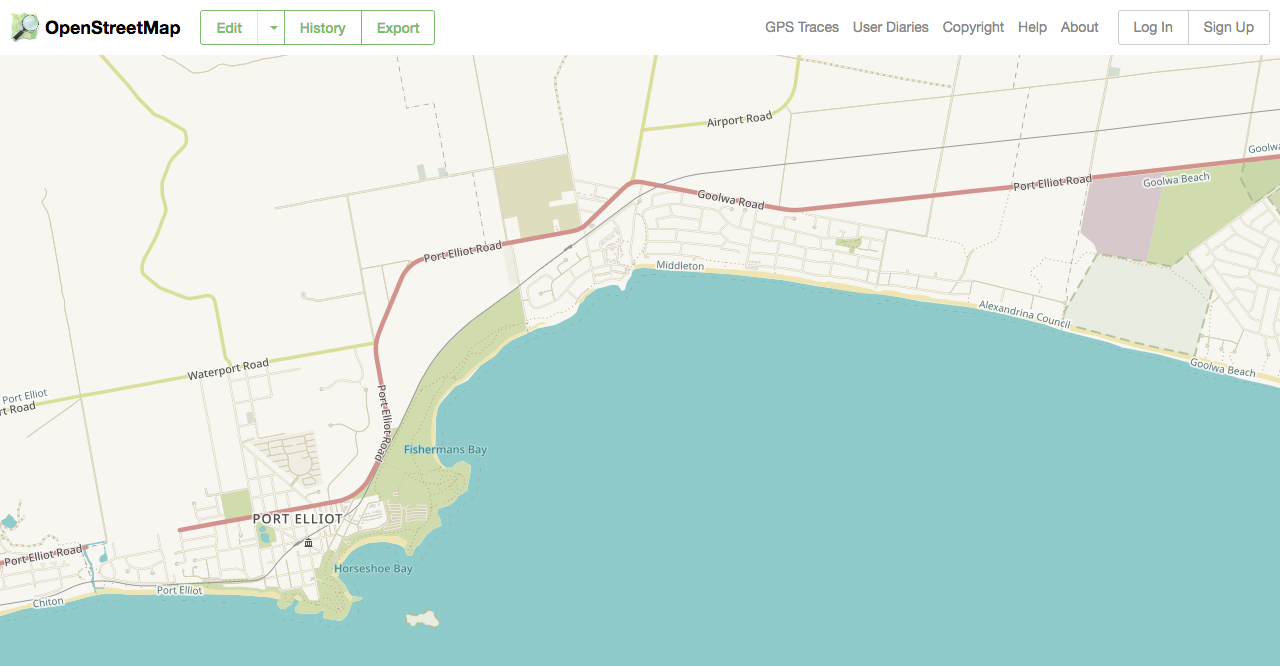 OpenStreetMap
Edit
History
Export
GPS Traces
User Diaries
Copyright
Help
About
Log In
Sign Up
Airport Road
Goolwa
Goolwa Beach
Port Elliot Road
Goolwa Road
Port Elliot Road
Middleton
Alexandrina Council
Goolwa Beach
Waterport Road
Port Elliot
rt Road
Port Elliot Road
Fishermans Bay
PORT ELLIOT
Port Elliot Road
Horseshoe Bay
Port Elliot
Chiton